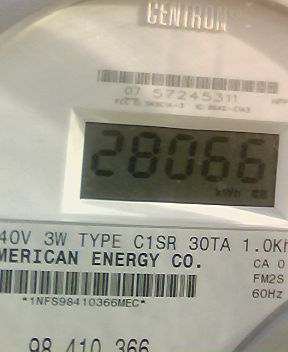 CENTRON®
07 57245311
28066
kWh
40V 3W TYPE C1SR 30TA 1.0Kh
MERICAN ENERGY CO.
CA 0
FM2S
*1NFS98410366MEC*
60Hz
98 410 366